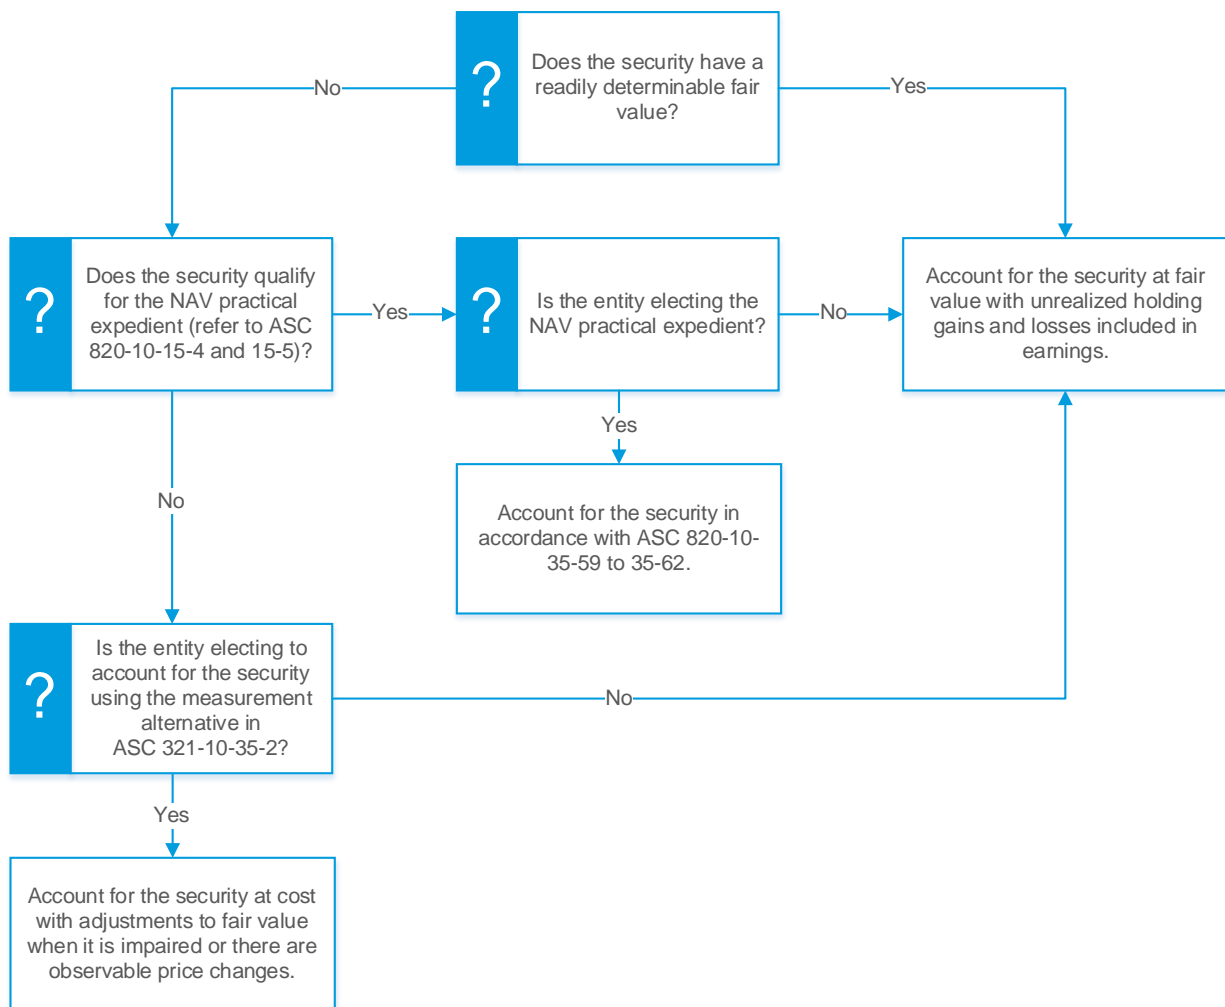 ?
Does the security have a
readily determinable fair
value?
No
Yes
?
Does the security qualify
for the NAV practical
expedient (refer to ASC
820-10-15-4 and 15-5)?
Yes
?
Is the entity electing the
NAV practical expedient?
No
Account for the security at fair
value with unrealized holding
gains and losses included in
earnings.
Yes
Account for the security in
accordance with ASC 820-10-
35-59 to 35-62.
No
?
Is the entity electing to
account for the security
using the measurement
alternative in
ASC 321-10-35-2?
No
Yes
Account for the security at cost
with adjustments to fair value
when it is impaired or there are
observable price changes.